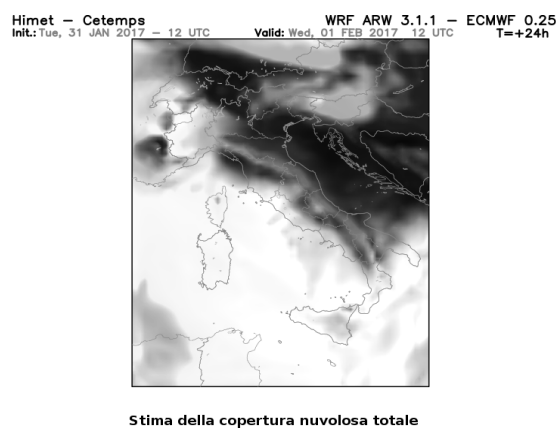 Himet – Cetemps WRF ARW 3.1.1 – ECMWF 0.25
Init.: Tue, 31 JAN 2017 – 12 UTC Valid: Wed, 01 FEB 2017 12 UTC T=+24h
Stima della copertura nuvolosa totale